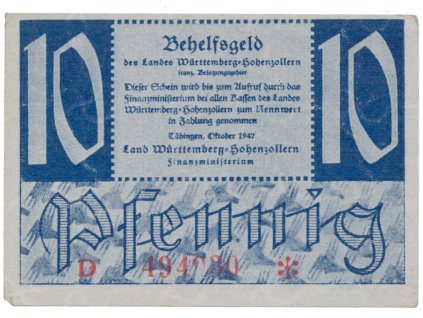 10 10
Behelfsgeld
des Landes Württemberg-Hohenzollern
franz. Besatzungsgebiet
Dieser Schein wird bis zum Aufruf durch das
Finanzministerium bei allen Kassen des Landes
Württemberg-Hohenzollern zum Nennwert
in Zahlung genommen
Tübingen, Oktober 1947
Land Württemberg-Hohenzollern
Finanzministerium
Pfennig
D *